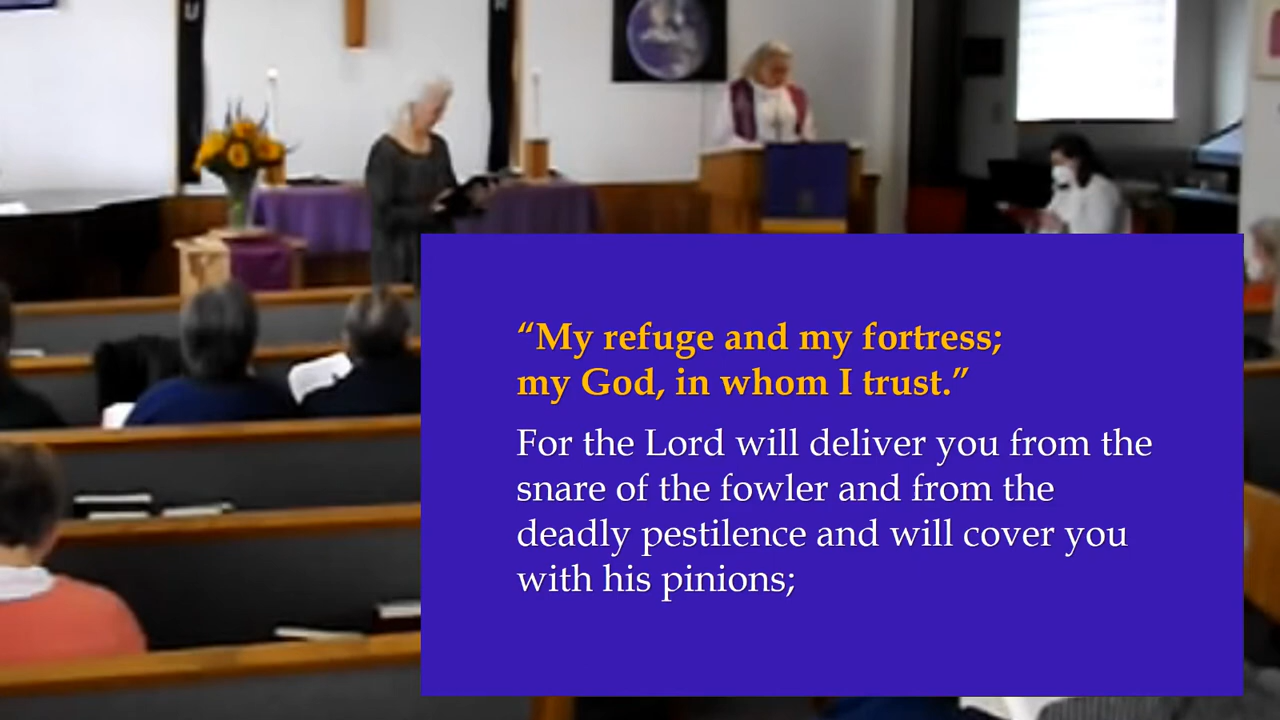 “My refuge and my fortress;
my God, in whom I trust.”
For the Lord will deliver you from the
snare of the fowler and from the
deadly pestilence and will cover you
with his pinions;